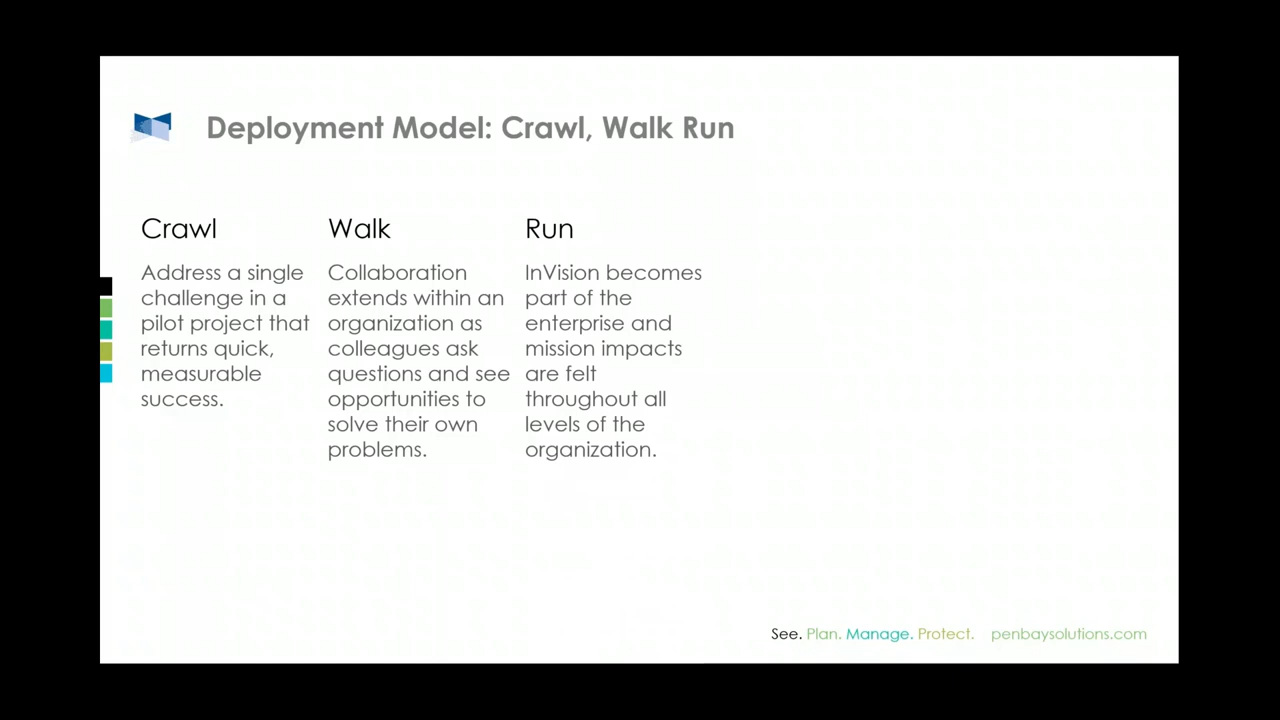 Deployment Model: Crawl, Walk Run
Crawl
Address a single
challenge in a
pilot project that
returns quick,
measurable
success.
Walk
Collaboration
extends within an
organization as
colleagues ask
questions and see
opportunities to
solve their own
problems.
Run
InVision becomes
part of the
enterprise and
mission impacts
are felt
throughout all
levels of the
organization.
See. Plan. Manage. Protect. penbaysolutions.com